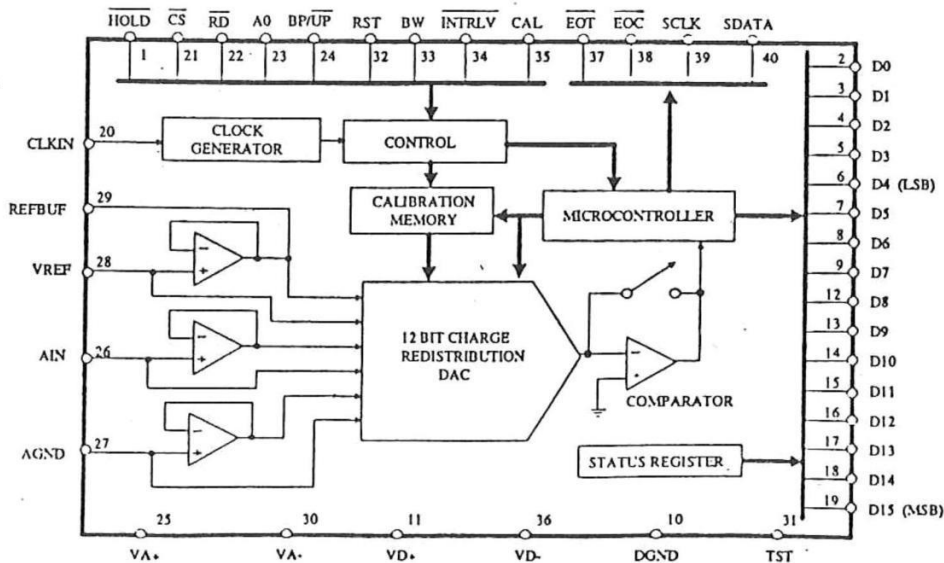 HOLD CS RD A0 BP/UP RST BW INTRLV CAL EOT EOC SCLK SDATA
1 21 22 23 24 32 33 34 35 37 38 39 40
2 D0
3 D1
4 D2
5 D3
6 D4 (LSB)
7 D5
8 D6
9 D7
12 D8
13 D9
14 D10
15 D11
16 D12
17 D13
18 D14
19 D15 (MSB)
CLKIN 20
CLOCK
GENERATOR
CONTROL
REFBUF 29
CALIBRATION
MEMORY
MICROCONTROLLER
VREF 28
- +
AIN 26
- +
AGND 27
- +
12 BIT CHARGE
REDISTRIBUTION
DAC
- +
COMPARATOR
STATUS REGISTER
25 30 11 36 10 31
VA+ VA- VD+ VD- DGND TST